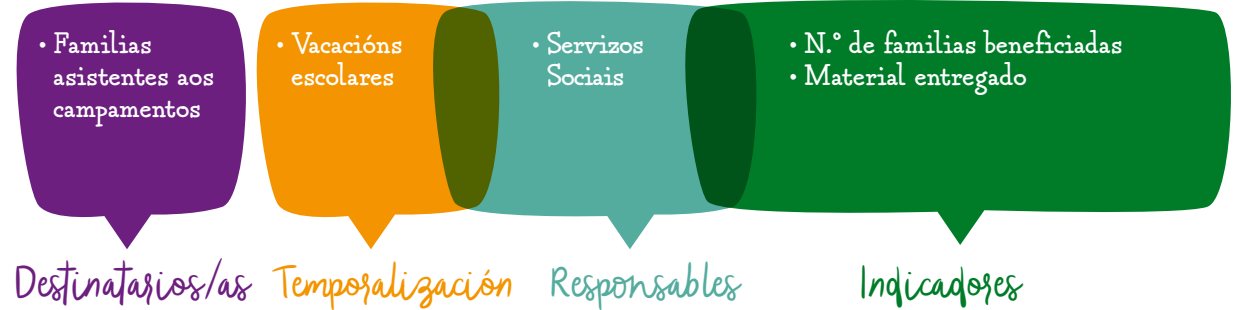 • Familias
asistentes aos
campamentos
• Vacacións
escolares
• Servizos
Sociais
• N.º de familias beneficiadas
• Material entregado
Destinatarios/as
Temporalización
Responsables
Indicadores